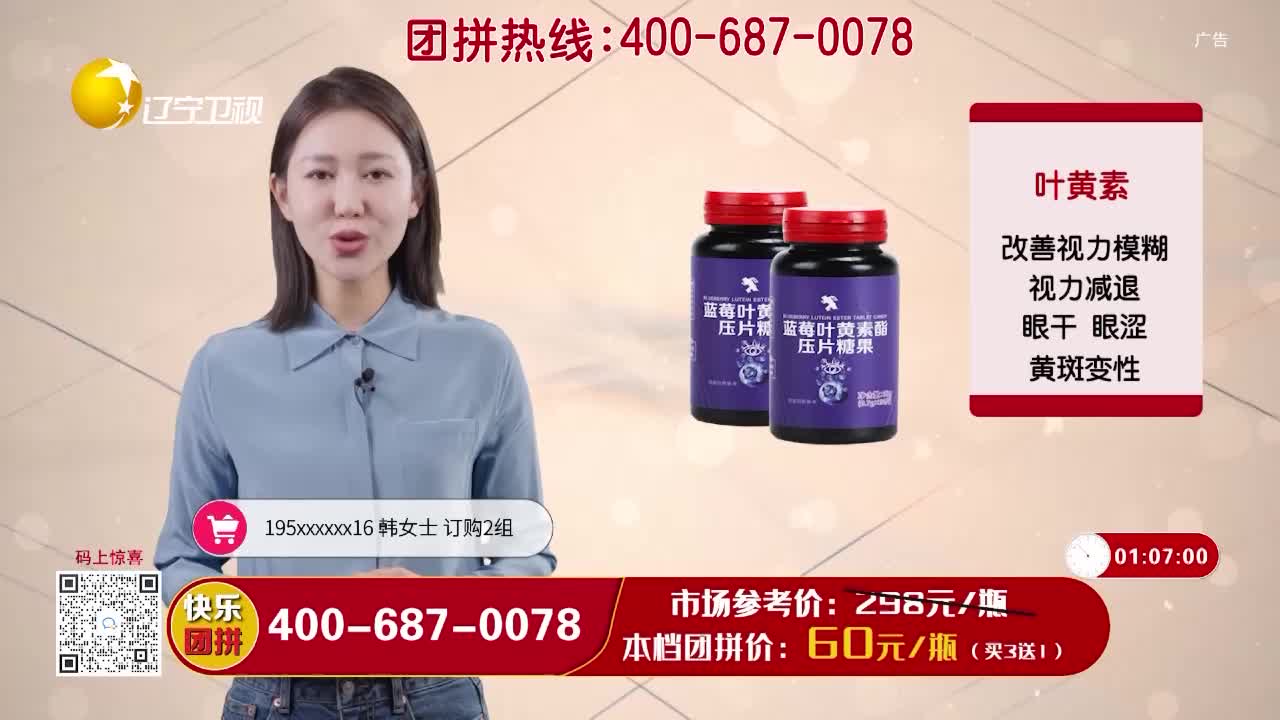 团拼热线:400-687-0078
广告
辽宁卫视
叶黄素
改善视力模糊
视力减退
眼干 眼涩
黄斑变性
BLUEBERRY LUTEIN ESTER TABLET CANDY
蓝莓叶黄素酯
压片糖果
蓝莓叶黄
压片糖
195xxxxxx16 韩女士 订购2组
码上惊喜
01:07:00
快乐
团拼
400-687-0078
市场参考价：298元/瓶
本档团拼价：60元/瓶（买3送1）